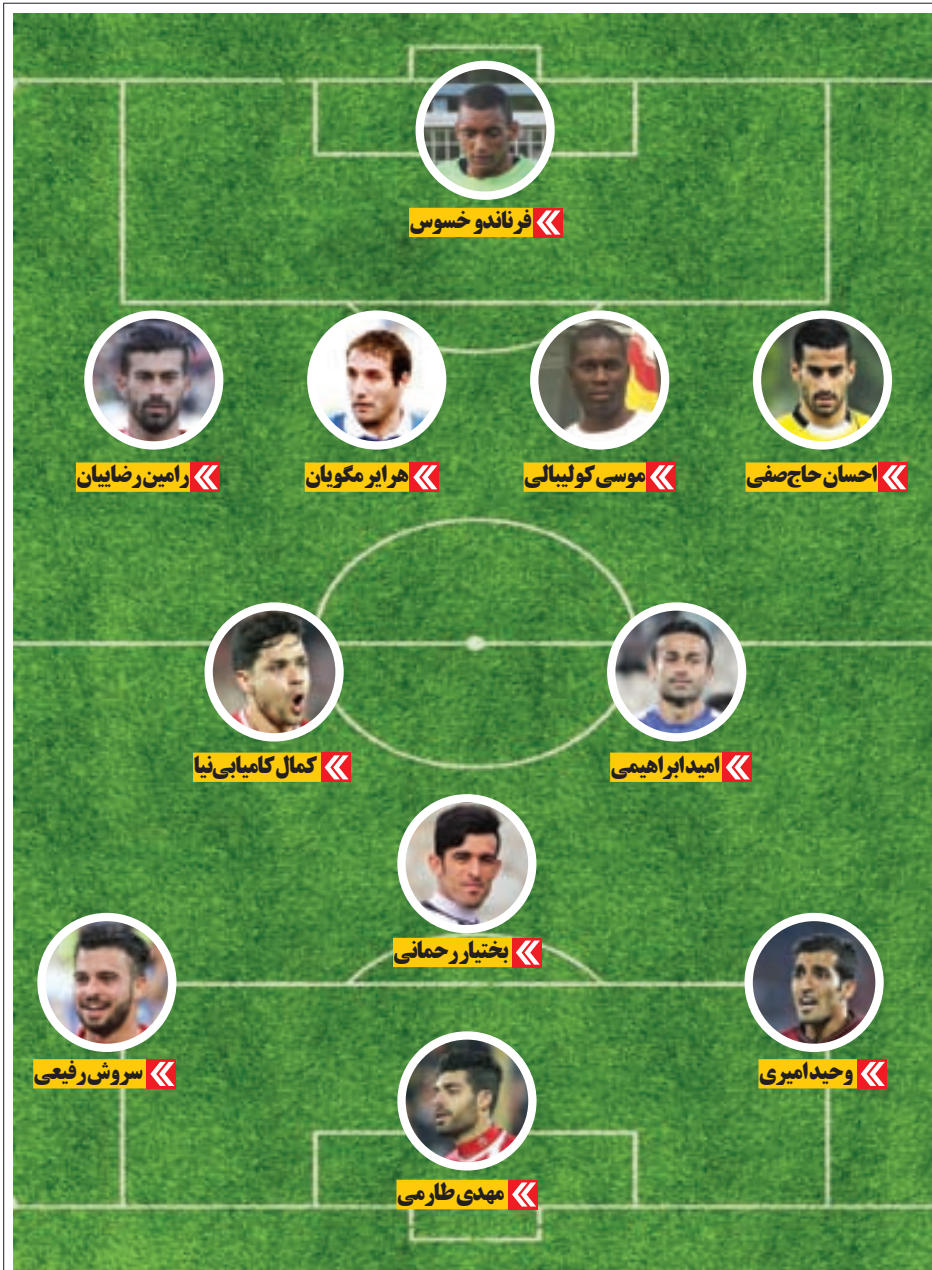 فرناندو خسوس
احسان حاج‌صفی
موسی کولیبالی
هرایر مگویان
رامین رضاییان
امید ابراهیمی
کمال کامیابی‌نیا
بختیار رحمانی
وحید امیری
سروش رفیعی
مهدی طارمی